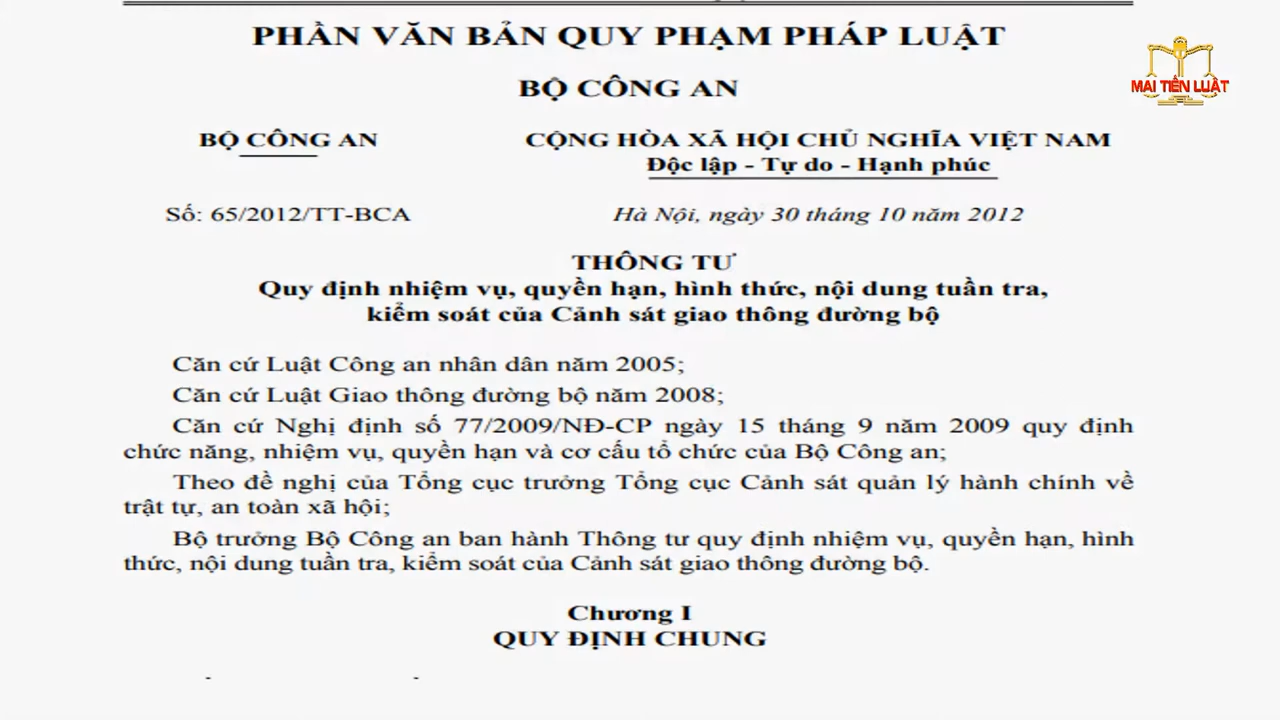 PHẦN VĂN BẢN QUY PHẠM PHÁP LUẬT
MAI TIẾN LUẬT
BỘ CÔNG AN
BỘ CÔNG AN
CỘNG HÒA XÃ HỘI CHỦ NGHĨA VIỆT NAM
Độc lập - Tự do - Hạnh phúc
Số: 65/2012/TT-BCA
Hà Nội, ngày 30 tháng 10 năm 2012
THÔNG TƯ
Quy định nhiệm vụ, quyền hạn, hình thức, nội dung tuần tra,
kiểm soát của Cảnh sát giao thông đường bộ
Căn cứ Luật Công an nhân dân năm 2005;
Căn cứ Luật Giao thông đường bộ năm 2008;
Căn cứ Nghị định số 77/2009/NĐ-CP ngày 15 tháng 9 năm 2009 quy định
chức năng, nhiệm vụ, quyền hạn và cơ cấu tổ chức của Bộ Công an;
Theo đề nghị của Tổng cục trưởng Tổng cục Cảnh sát quản lý hành chính về
trật tự, an toàn xã hội;
Bộ trưởng Bộ Công an ban hành Thông tư quy định nhiệm vụ, quyền hạn, hình
thức, nội dung tuần tra, kiểm soát của Cảnh sát giao thông đường bộ.
Chương I
QUY ĐỊNH CHUNG